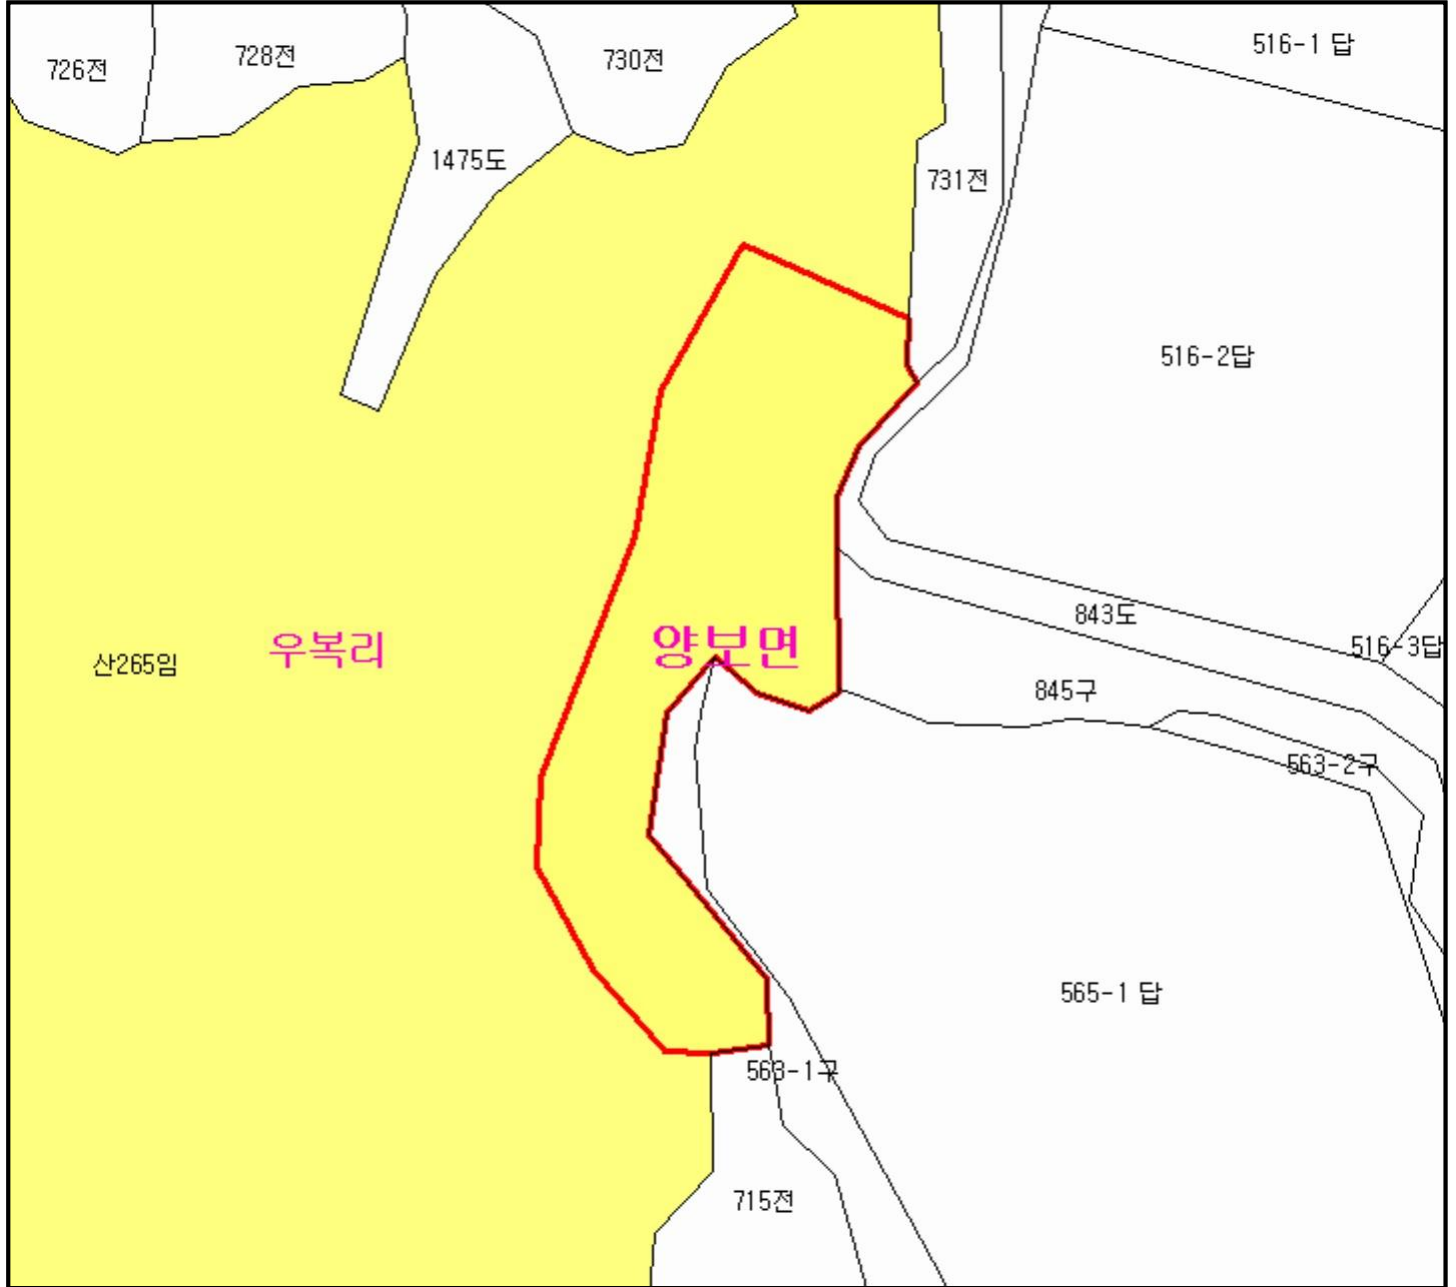 516-1 답
728전
730전
726전
1475도
731전
516-2답
843도
516-3답
우복리
양보면
산265임
845구
563-2구
565-1 답
563-1구
715전